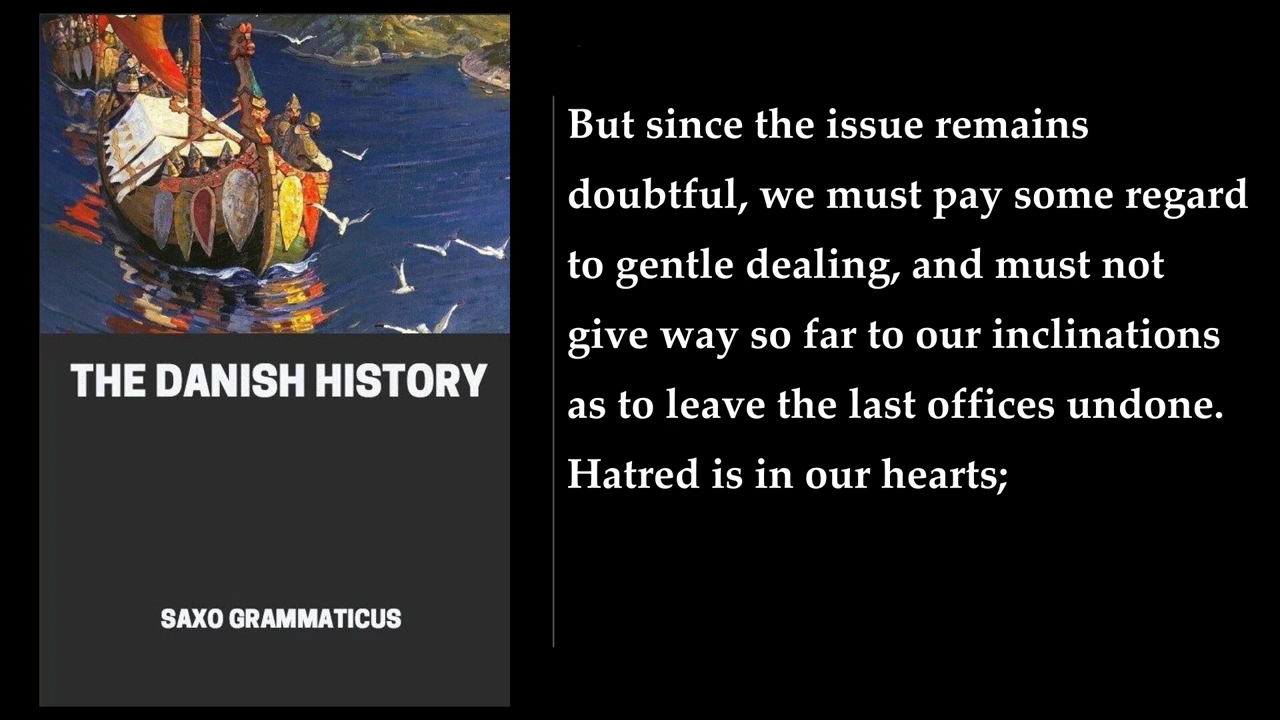 THE DANISH HISTORY
SAXO GRAMMATICUS
But since the issue remains
doubtful, we must pay some regard
to gentle dealing, and must not
give way so far to our inclinations
as to leave the last offices undone.
Hatred is in our hearts;